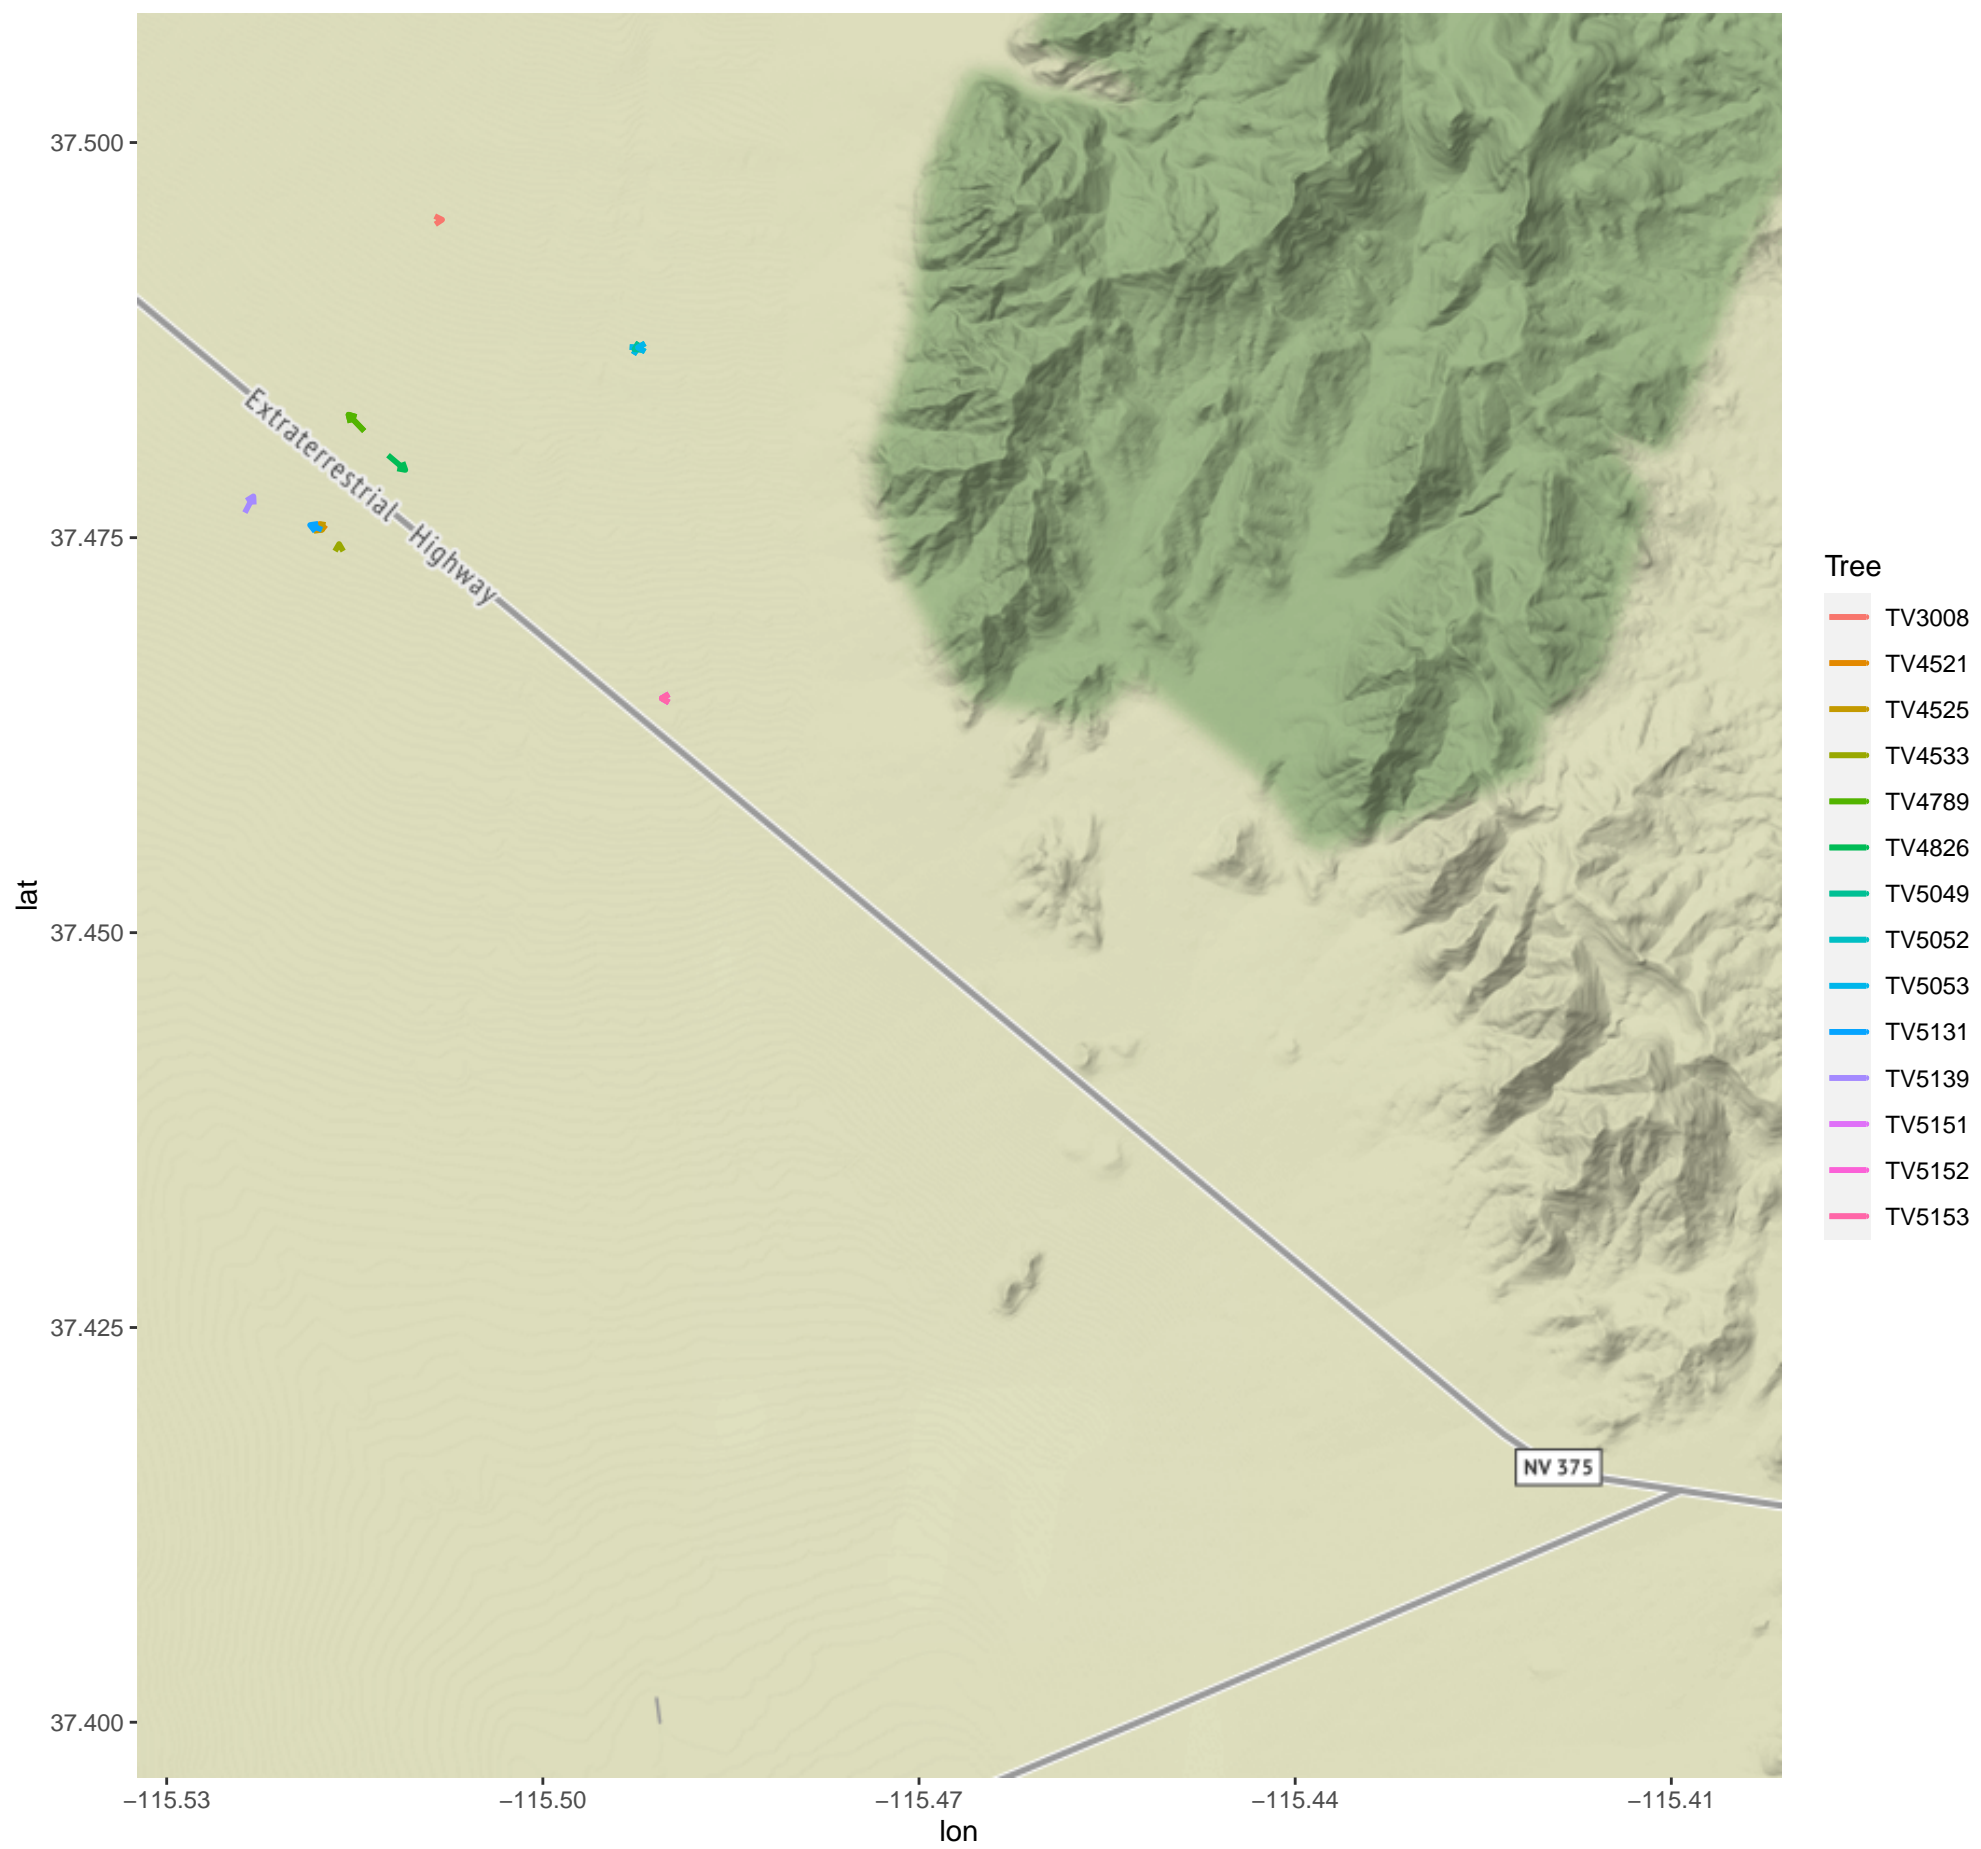 37.500
37.475
37.450
37.425
37.400
lat
Extraterrestrial Highway
NV 375
−115.53
−115.50
−115.47
−115.44
−115.41
lon
Tree
TV3008
TV4521
TV4525
TV4533
TV4789
TV4826
TV5049
TV5052
TV5053
TV5131
TV5139
TV5151
TV5152
TV5153